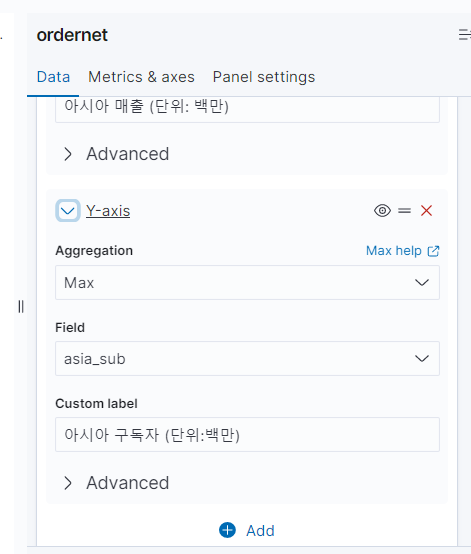 ordernet
Data Metrics & axes Panel settings
아시아 매출 (단위: 백만)
Advanced
Y-axis
Aggregation Max help
Max
Field
asia_sub
Custom label
아시아 구독자 (단위:백만)
Advanced
Add